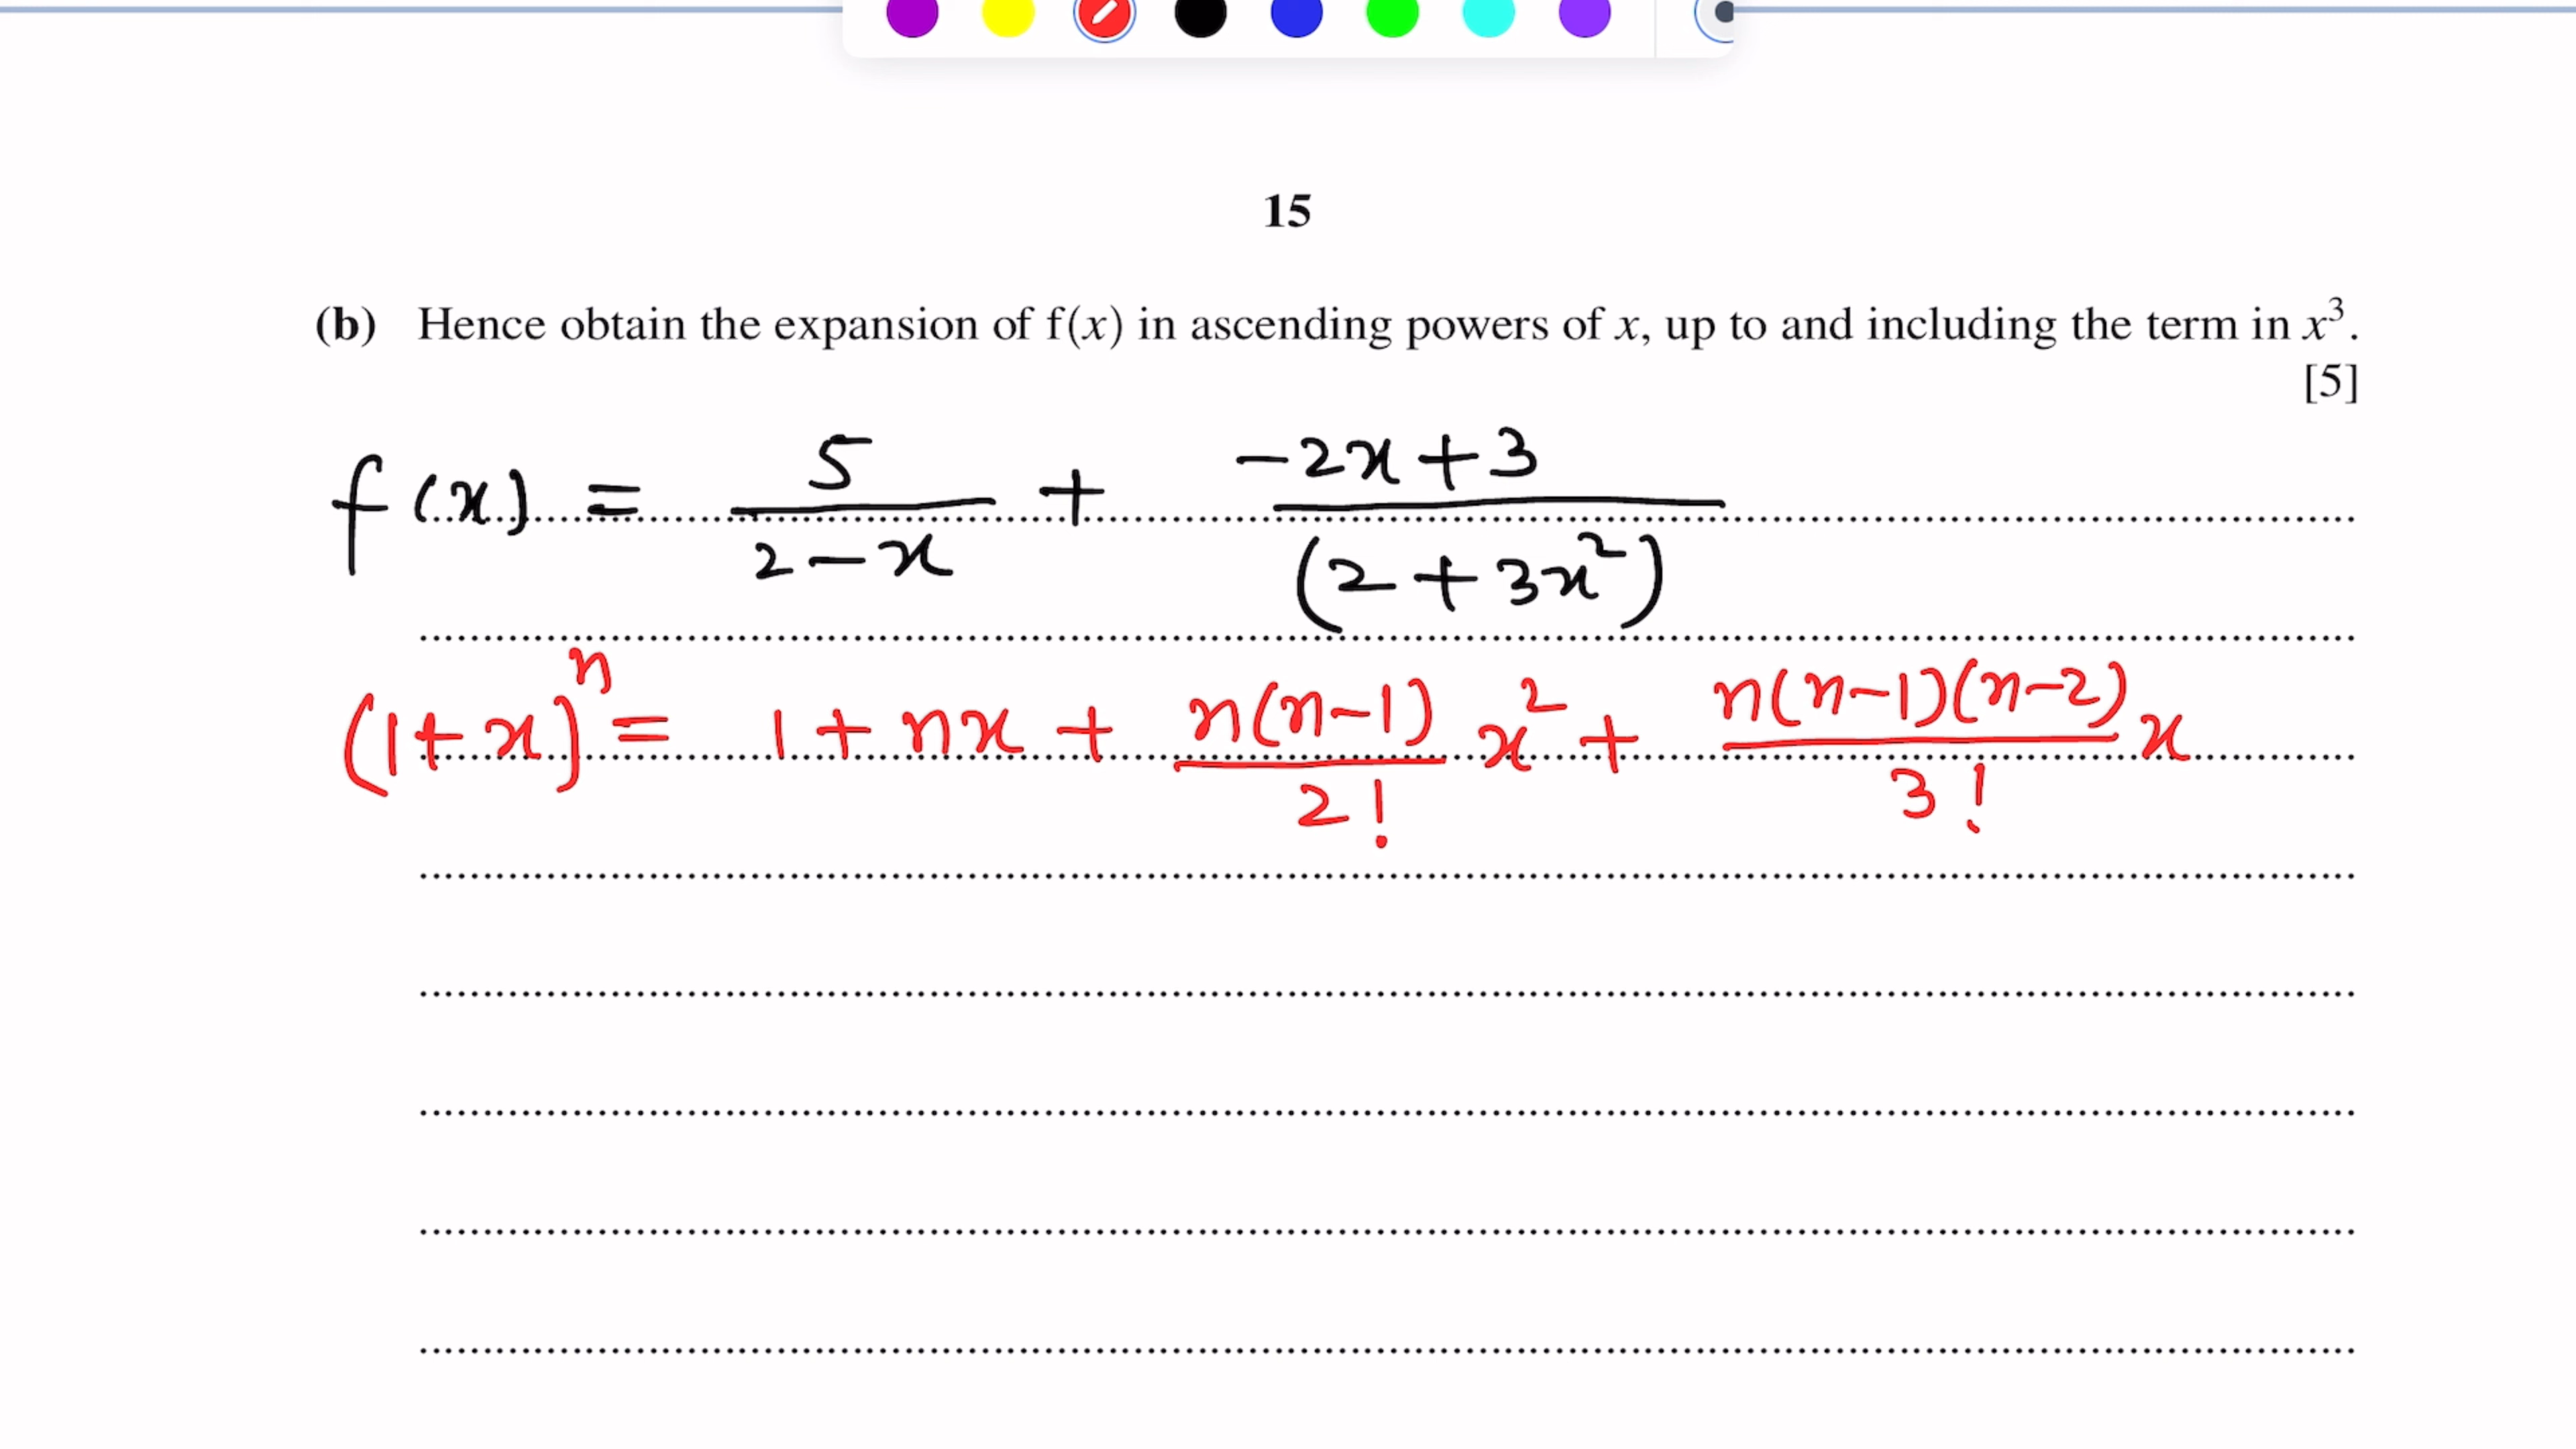 15
(b) Hence obtain the expansion of f(x) in ascending powers of x, up to and including the term in x³.
[5]
f(x) = 5/(2-x) + (-2x+3)/(2+3x²)
(1+x)ⁿ = 1 + nx + n(n-1)/2! x² + n(n-1)(n-2)/3! x